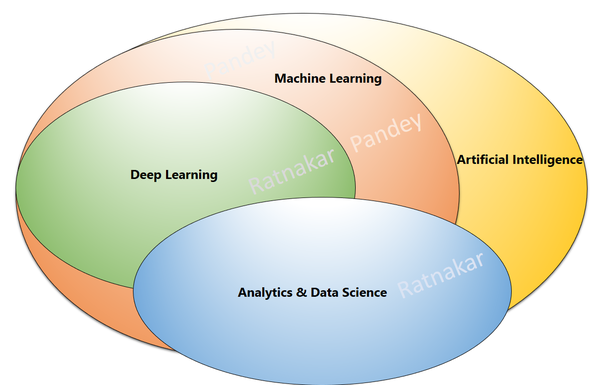 Pandey
Machine Learning
Ratnakar Pandey
Artificial Intelligence
Deep Learning
Ratnakar
Analytics & Data Science